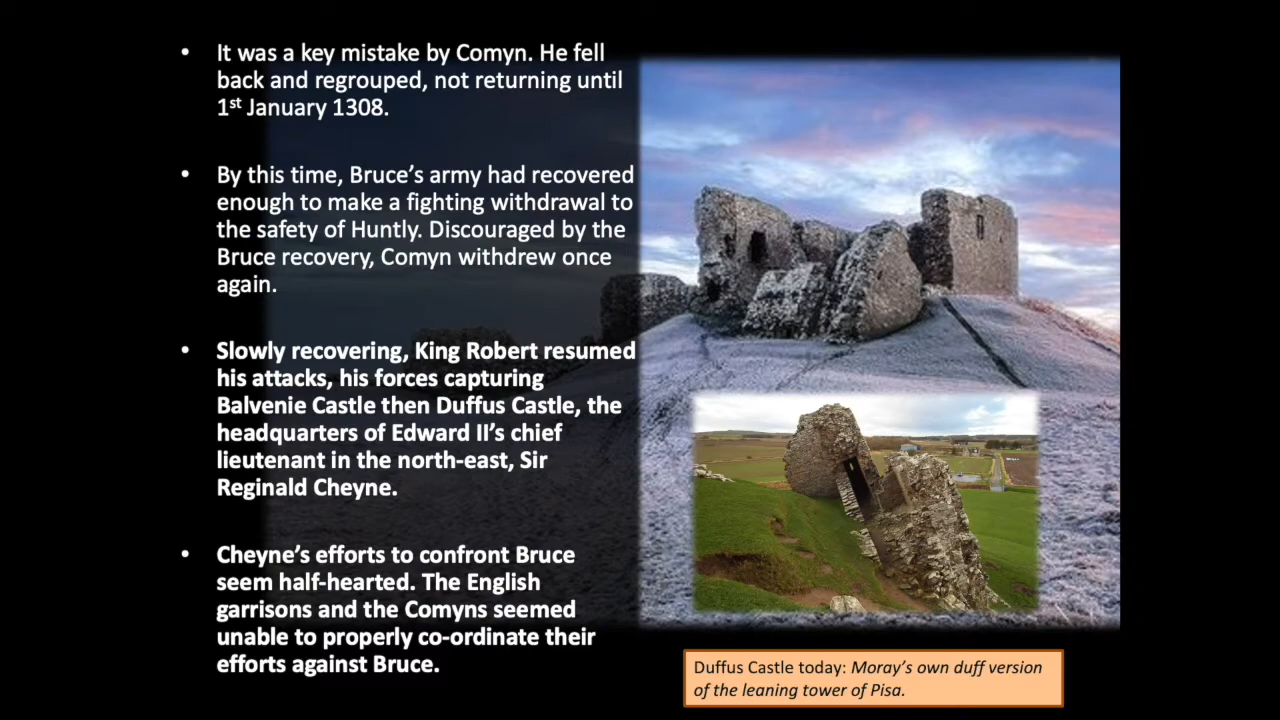 • It was a key mistake by Comyn. He fell
back and regrouped, not returning until
1st January 1308.
• By this time, Bruce’s army had recovered
enough to make a fighting withdrawal to
the safety of Huntly. Discouraged by the
Bruce recovery, Comyn withdrew once
again.
• Slowly recovering, King Robert resumed
his attacks, his forces capturing
Balvenie Castle then Duffus Castle, the
headquarters of Edward II’s chief
lieutenant in the north-east, Sir
Reginald Cheyne.
• Cheyne’s efforts to confront Bruce
seem half-hearted. The English
garrisons and the Comyns seemed
unable to properly co-ordinate their
efforts against Bruce.
Duffus Castle today: Moray’s own duff version
of the leaning tower of Pisa.